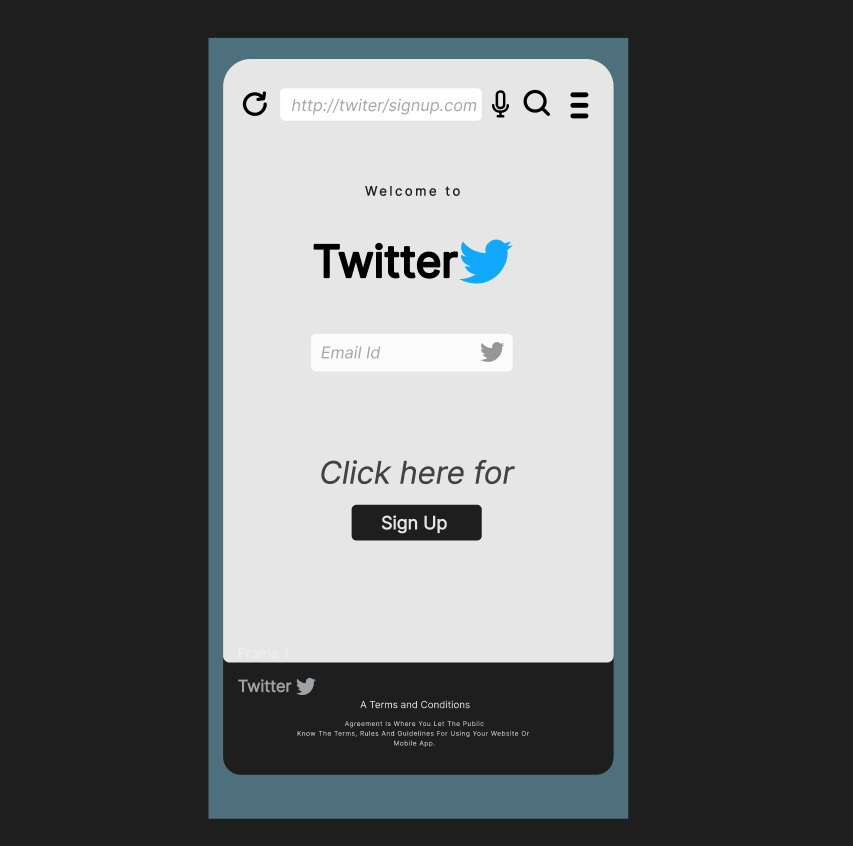 http://twiter/signup.com
Welcome to
Twitter
Email Id
Click here for
Sign Up
Frame 1
Twitter
A Terms and Conditions
Agreement Is Where You Let The Public
Know The Terms, Rules And Guidelines For Using Your Website Or
Mobile App.